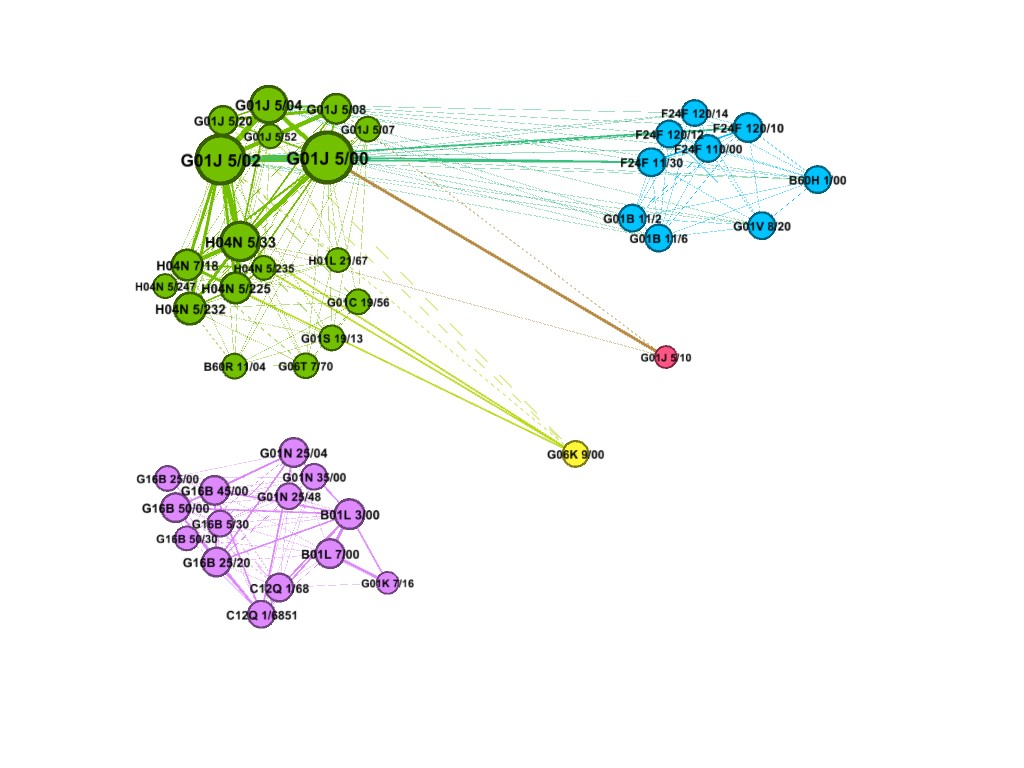 G01J 5/04
G01J 5/08
G01J 5/20
G01J 5/07
G01J 5/52
G01J 5/02
G01J 5/00
F24F 120/14
F24F 120/10
F24F 120/12
F24F 110/00
F24F 11/30
B60H 1/00
G01B 11/2
G01V 8/20
G01B 11/6
H04N 5/33
H04N 7/18
H04N 5/235
H01L 21/67
H04N 5/247
H04N 5/225
G01C 19/56
H04N 5/232
G01S 19/13
B60R 11/04
G06T 7/70
G01J 5/10
G06K 9/00
G01N 25/04
G16B 25/00
G01N 35/00
G16B 45/00
G01N 25/48
G16B 50/00
B01L 3/00
G16B 5/30
G16B 50/30
B01L 7/00
G16B 25/20
G01K 7/16
C12Q 1/68
C12Q 1/6851